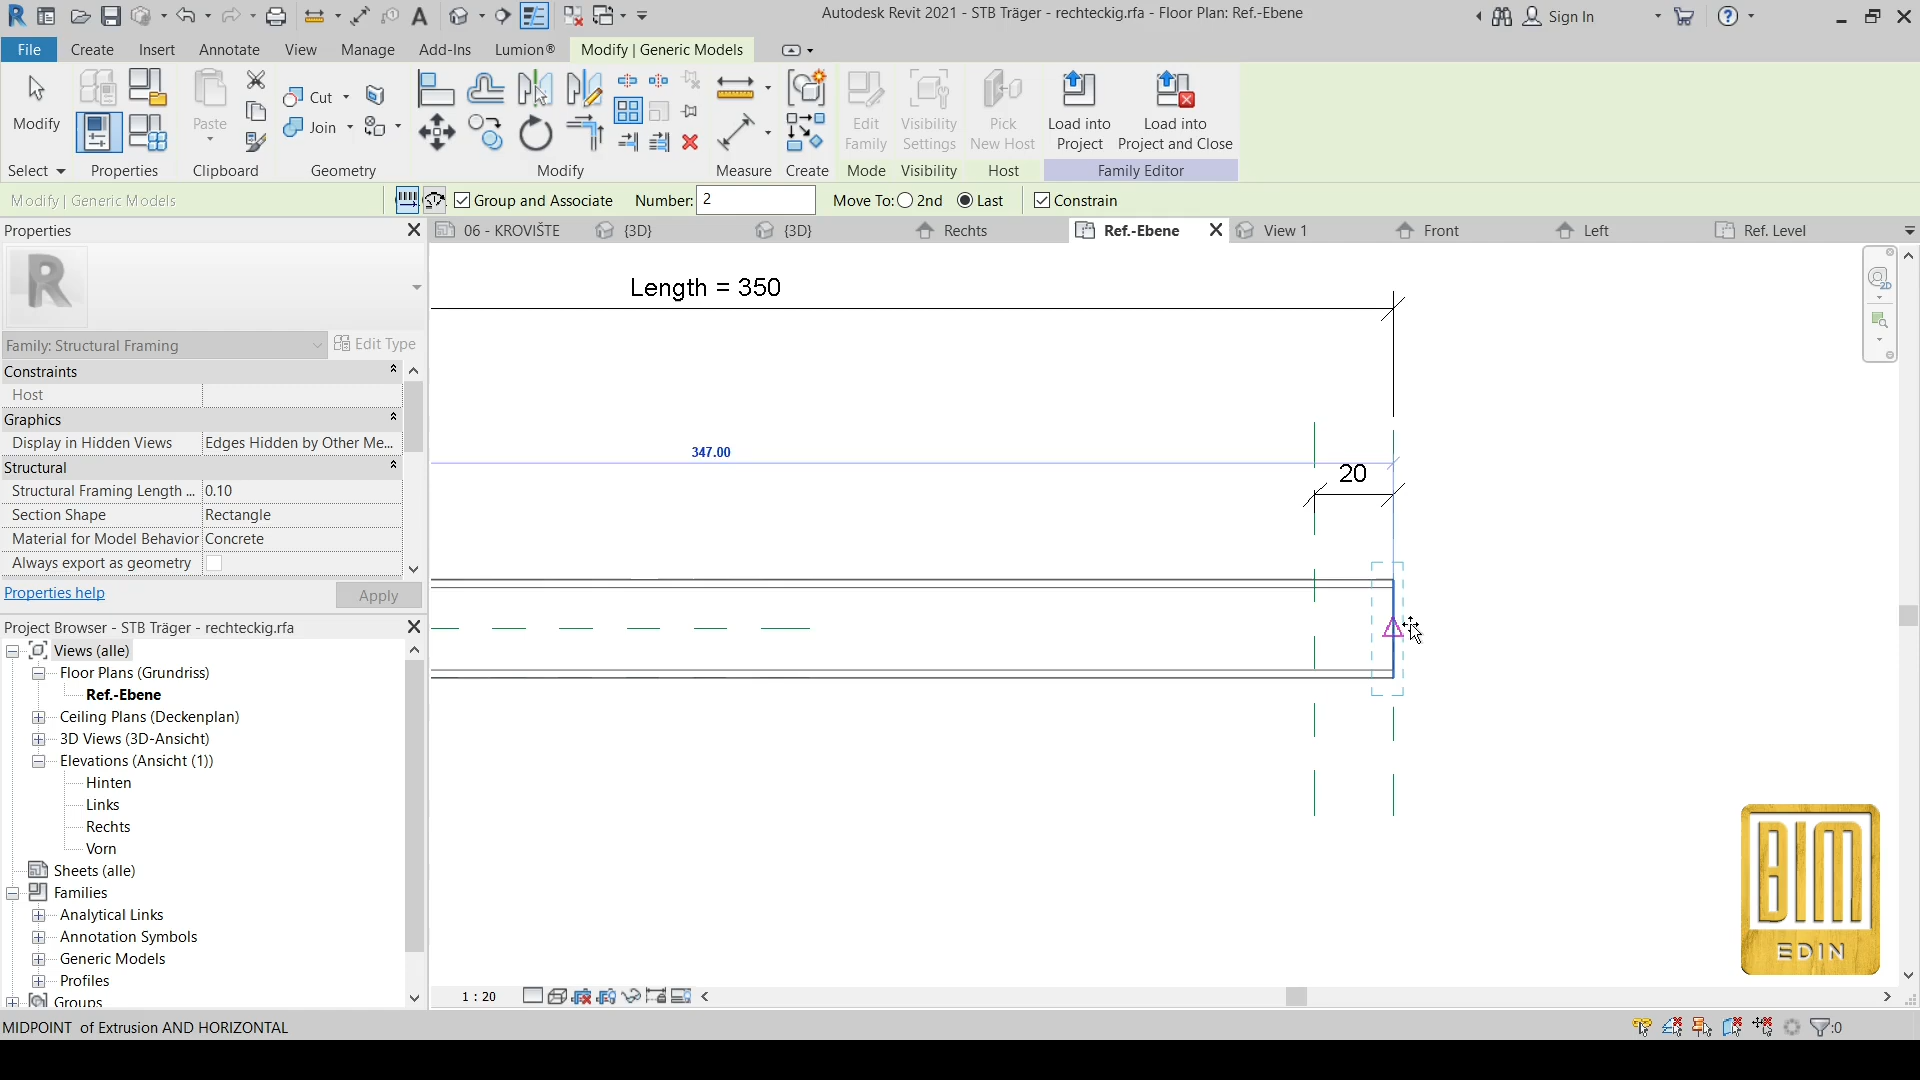 Autodesk Revit 2021 - STB Träger - rechteckig.rfa - Floor Plan: Ref.-Ebene
Sign In
File Create Insert Annotate View Manage Add-Ins Lumion® Modify | Generic Models
Modify
Paste
Cut
Join
Edit Family
Visibility Settings
Pick New Host
Load into Project
Load into Project and Close
Select Properties Clipboard Geometry Modify Measure Create Mode Visibility Host Family Editor
Modify | Generic Models Group and Associate Number: 2 Move To: 2nd Last Constrain
Properties
06 - KROVIŠTE {3D} {3D} Rechts Ref.-Ebene View 1 Front Left Ref. Level
Family: Structural Framing Edit Type
Constraints
Host
Graphics
Display in Hidden Views Edges Hidden by Other Me...
Structural
Structural Framing Length ... 0.10
Section Shape Rectangle
Material for Model Behavior Concrete
Always export as geometry
Properties help Apply
Project Browser - STB Träger - rechteckig.rfa
Views (alle)
Floor Plans (Grundriss)
Ref.-Ebene
Ceiling Plans (Deckenplan)
3D Views (3D-Ansicht)
Elevations (Ansicht (1))
Hinten
Links
Rechts
Vorn
Sheets (alle)
Families
Analytical Links
Annotation Symbols
Generic Models
Profiles
Groups
Length = 350
347.00
20
2D
BIM
EDIN
1 : 20
MIDPOINT of Extrusion AND HORIZONTAL
:0